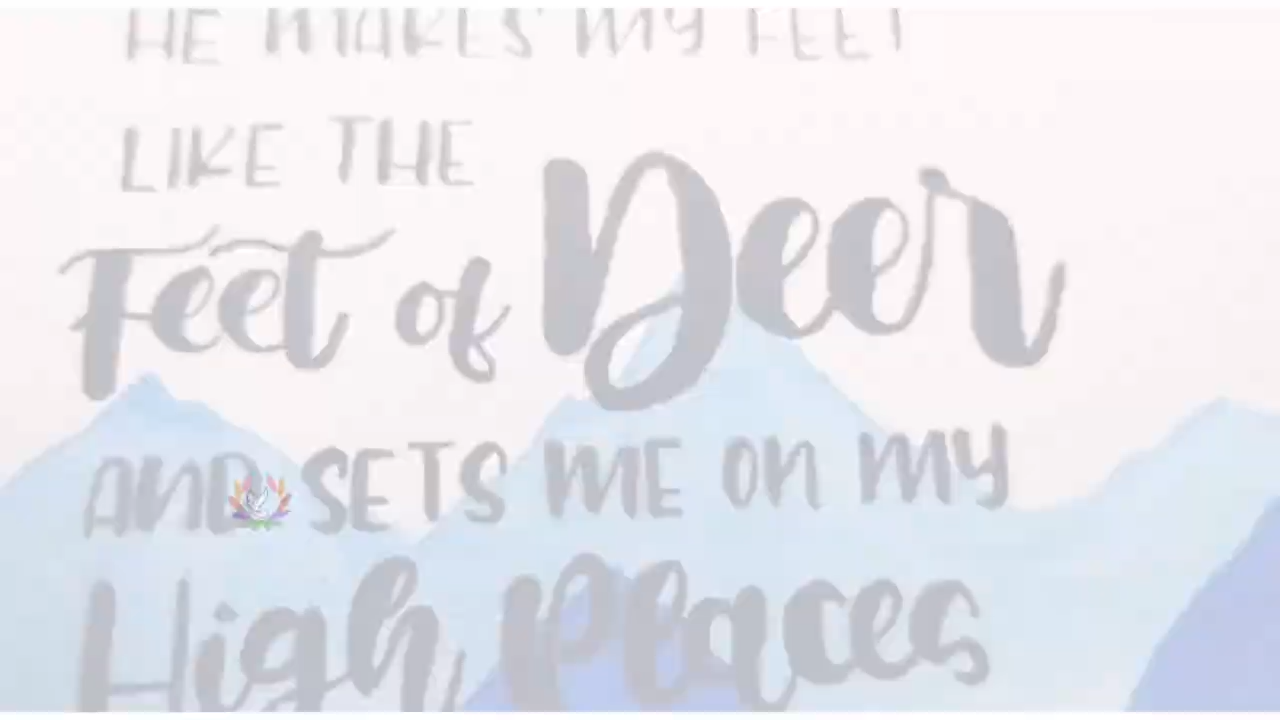 HE MAKES MY FEET
LIKE THE
Feet of Deer
AND SETS ME ON MY
High Places